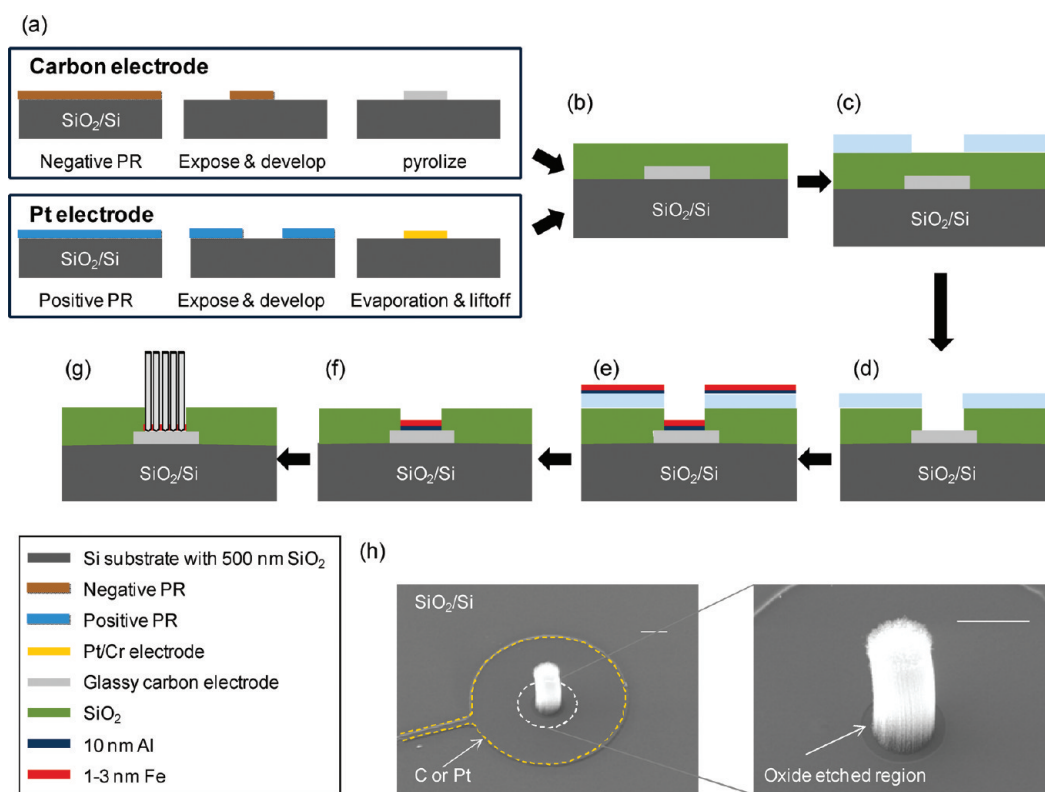 (a)
Carbon electrode
SiO2/Si
Negative PR
Expose & develop
pyrolize
Pt electrode
SiO2/Si
Positive PR
Expose & develop
Evaporation & liftoff
(b)
SiO2/Si
(c)
SiO2/Si
(g)
SiO2/Si
(f)
SiO2/Si
(e)
SiO2/Si
(d)
SiO2/Si
Si substrate with 500 nm SiO2
Negative PR
Positive PR
Pt/Cr electrode
Glassy carbon electrode
SiO2
10 nm Al
1-3 nm Fe
(h)
SiO2/Si
C or Pt
Oxide etched region